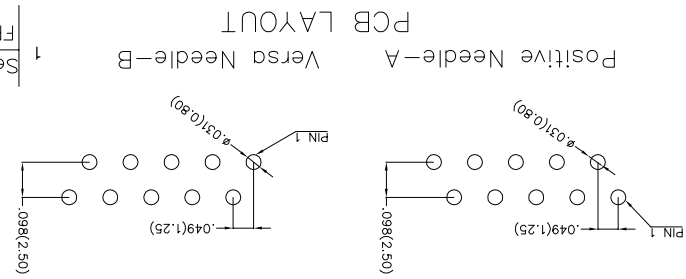 PIN 1
.049(1.25)
.098(2.50)
ø.031(0.80)
Positive Needle-A
.049(1.25)
.098(2.50)
PIN 1
ø.031(0.80)
Versa Needle-B
PCB LAYOUT
1